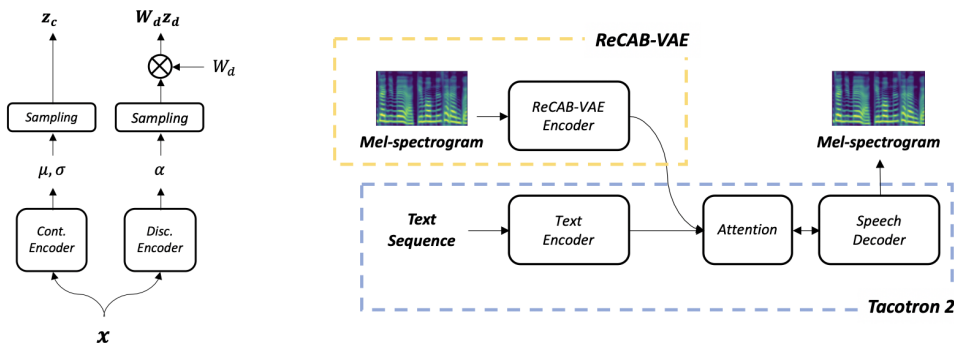 z_c
W_d z_d
W_d
Sampling
Sampling
μ, σ
α
Cont.
Encoder
Disc.
Encoder
x
ReCAB-VAE
ReCAB-VAE
Encoder
Mel-spectrogram
Mel-spectrogram
Text
Sequence
Text
Encoder
Attention
Speech
Decoder
Tacotron 2